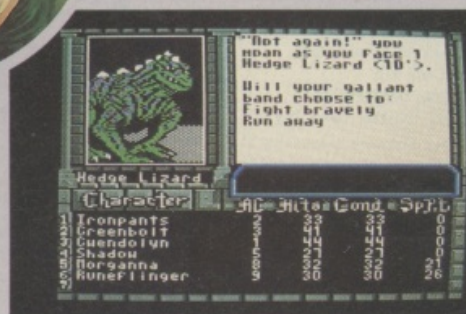 "Not again!" you
moan as you face 1
Hedge Lizard <10'>.
Will your gallant
band choose to:
Fight bravely
Run away
Hedge Lizard
Character AC Hits Cond SpPt
1 Ironpants 2 33 33 0
2 Greenbolt 3 41 41 0
3 Gwendolyn 1 44 44 0
4 Shadow 5 27 27 0
5 Morganna 8 32 32 21
6 Runeflinger 9 30 30 26
7